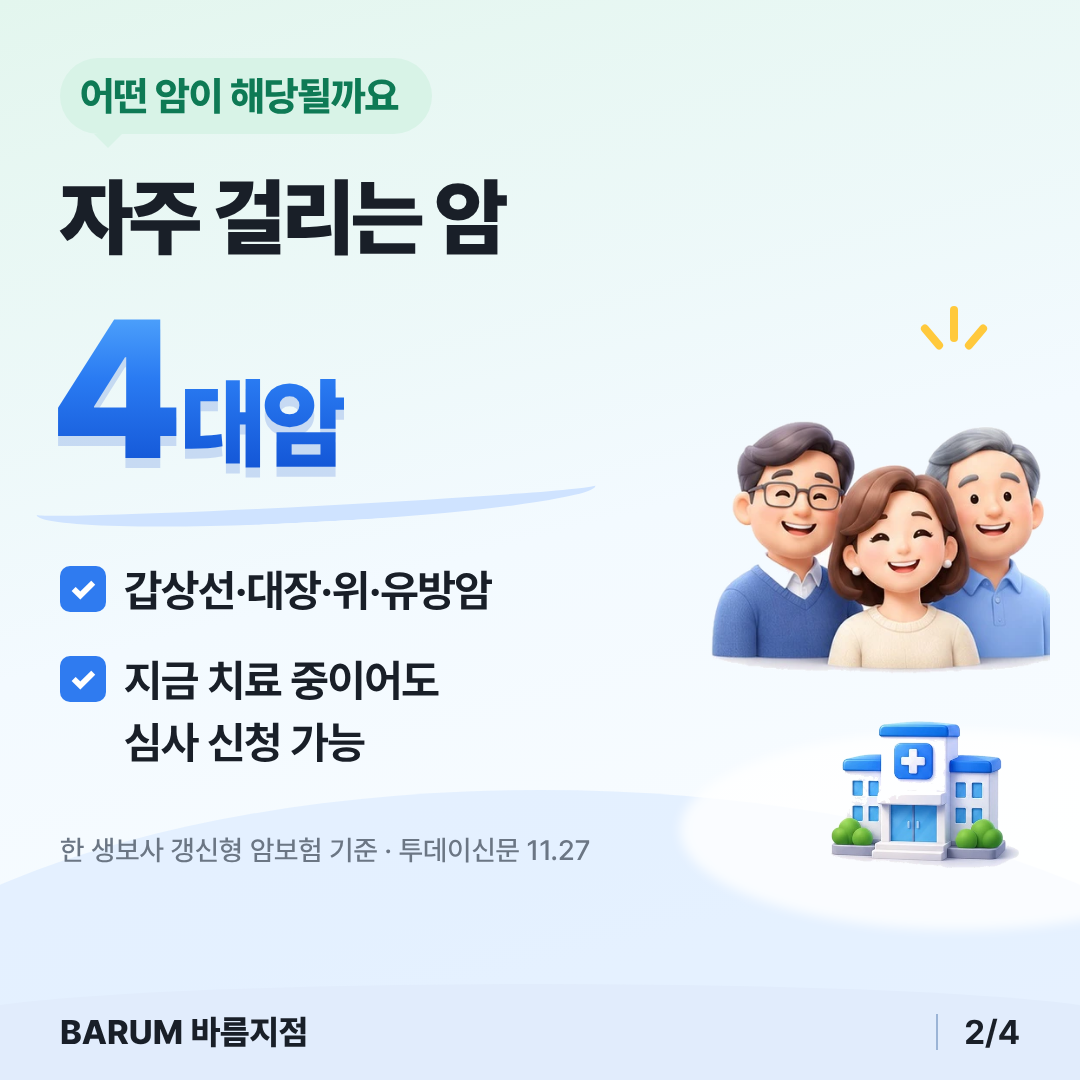 어떤 암이 해당될까요
자주 걸리는 암
4대암
갑상선·대장·위·유방암
지금 치료 중이어도
심사 신청 가능
한 생보사 갱신형 암보험 기준 · 투데이신문 11.27
BARUM 바름지점
2/4